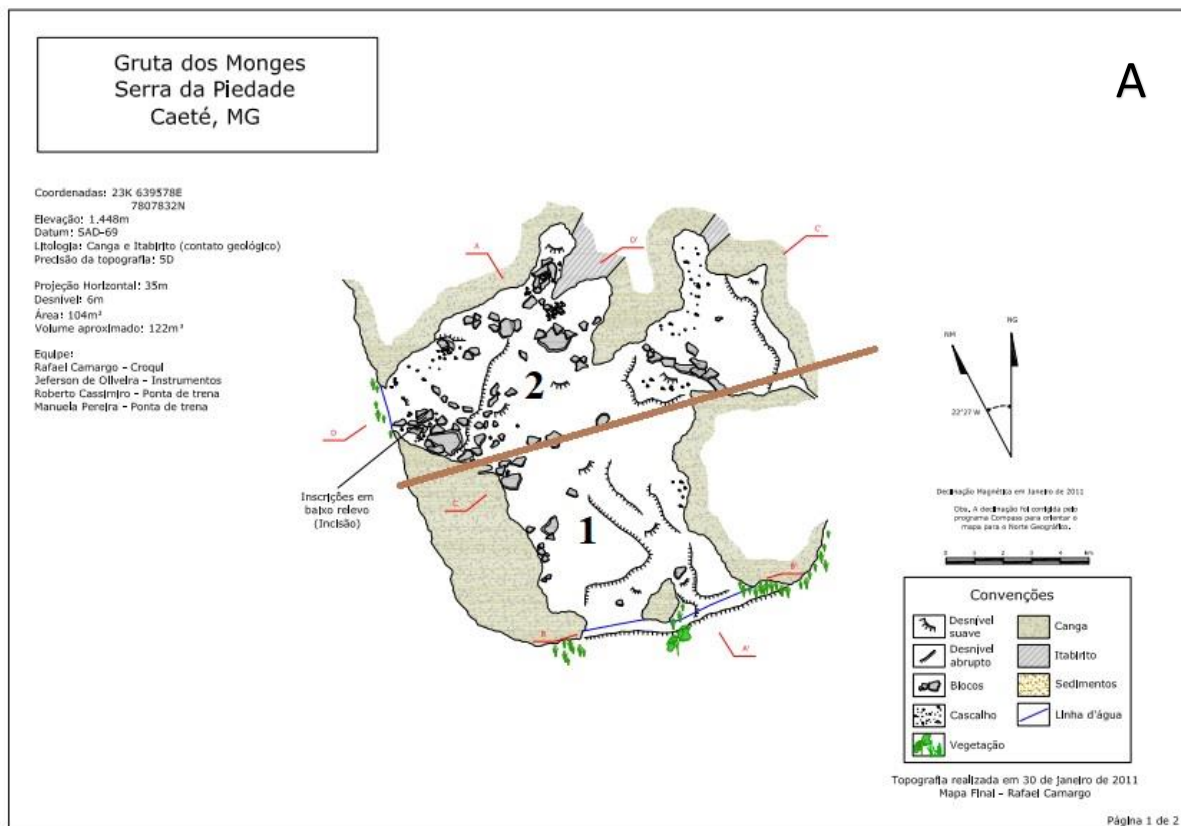 Gruta dos Monges
Serra da Piedade
Caeté, MG
A
Coordenadas: 23K 639578E
7807832N
Elevação: 1.448m
Datum: SAD-69
Litologia: Canga e Itabirito (contato geológico)
Precisão da topografia: 5D
Projeção Horizontal: 35m
Desnível: 6m
Área: 104m²
Volume aproximado: 122m³
Equipe:
Rafael Camargo - Croqui
Jeferson de Oliveira - Instrumentos
Roberto Cassimiro - Ponta de trena
Manuela Pereira - Ponta de trena
A
D'
C'
2
D
C
Inscrições em
baixo relevo
(Incisão)
1
B
B'
A'
NM
NG
22°27 W
Declinação Magnética em Janeiro de 2011
Obs. A declinação foi corrigida pelo
programa Compass para orientar o
mapa para o Norte Geográfico.
0 1 2 3 4 6m
Convenções
Desnível suave
Canga
Desnível abrupto
Itabirito
Blocos
Sedimentos
Cascalho
Linha d'água
Vegetação
Topografia realizada em 30 de janeiro de 2011
Mapa Final - Rafael Camargo
Página 1 de 2